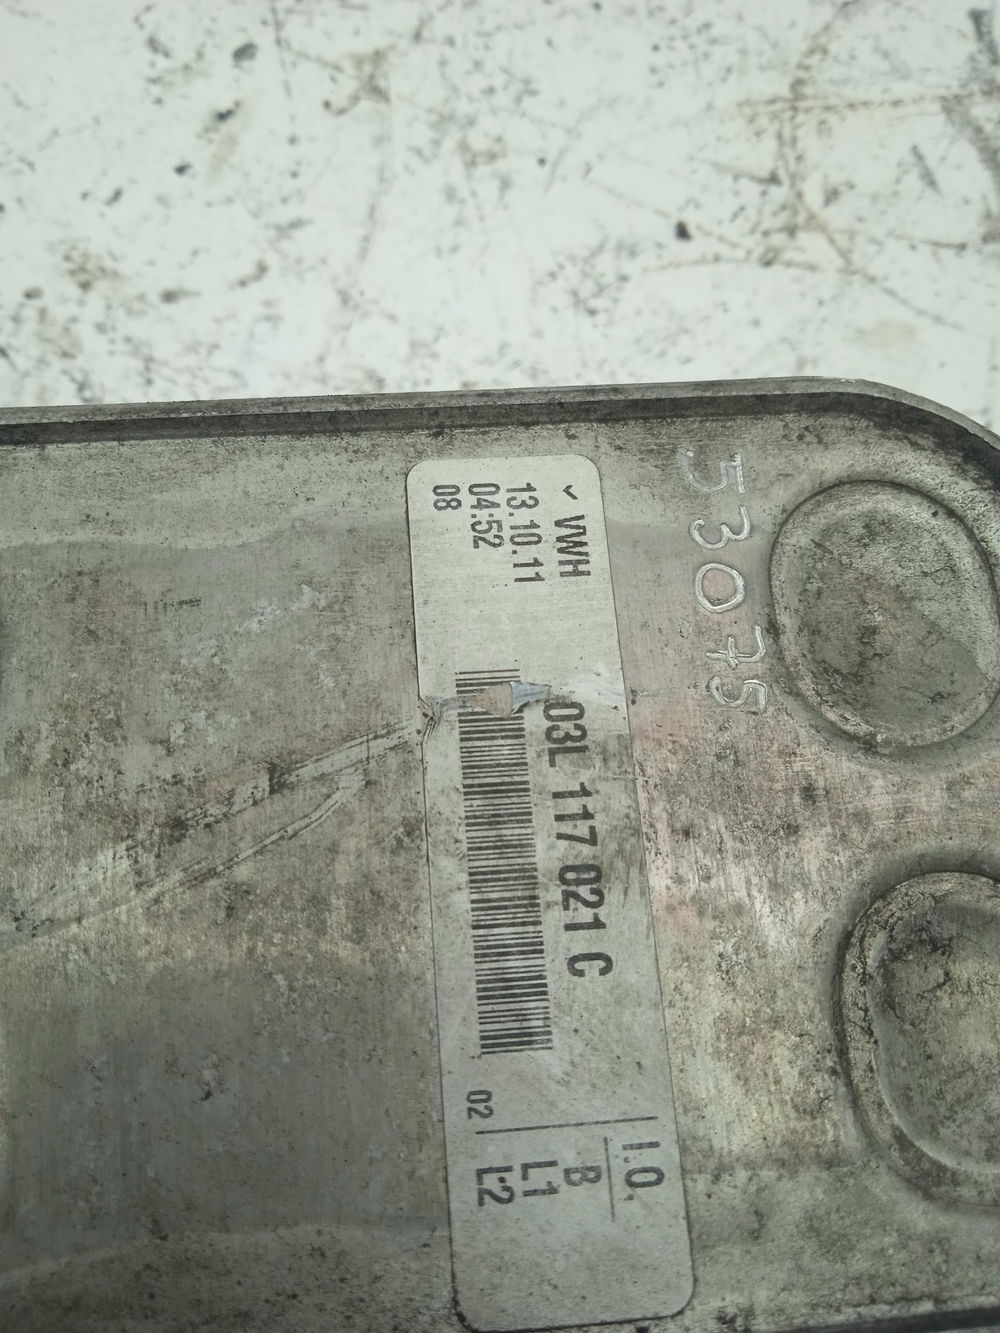 53075
< VWH
13.10.11
04:52
08
03L 117 021 C
02
I.O.
B
L1
L2